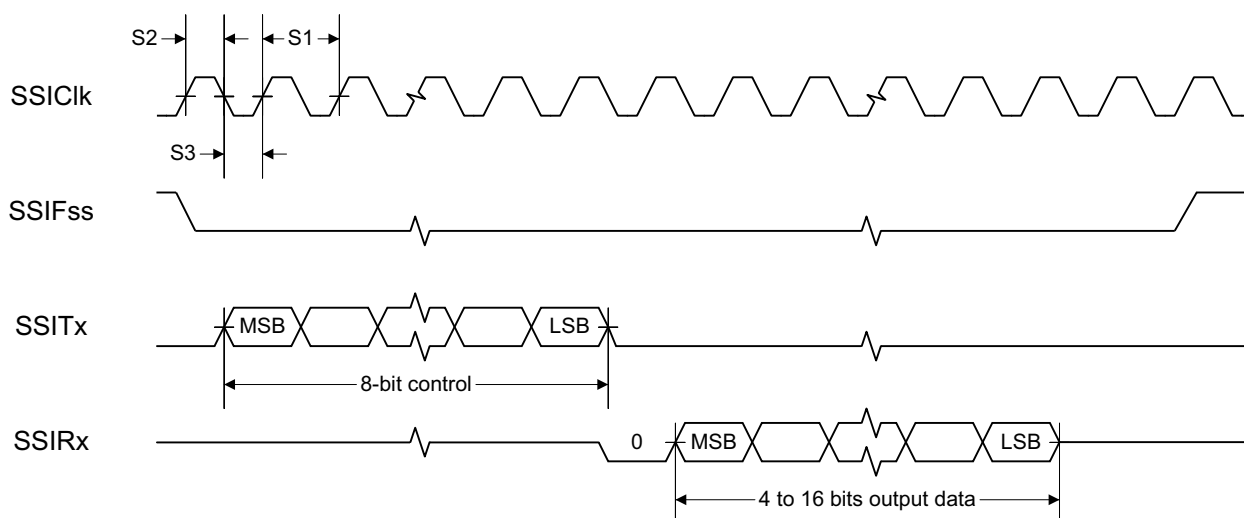 S2
S1
SSIClk
S3
SSIFss
SSITx
MSB
LSB
8-bit control
SSIRx
0
MSB
LSB
4 to 16 bits output data